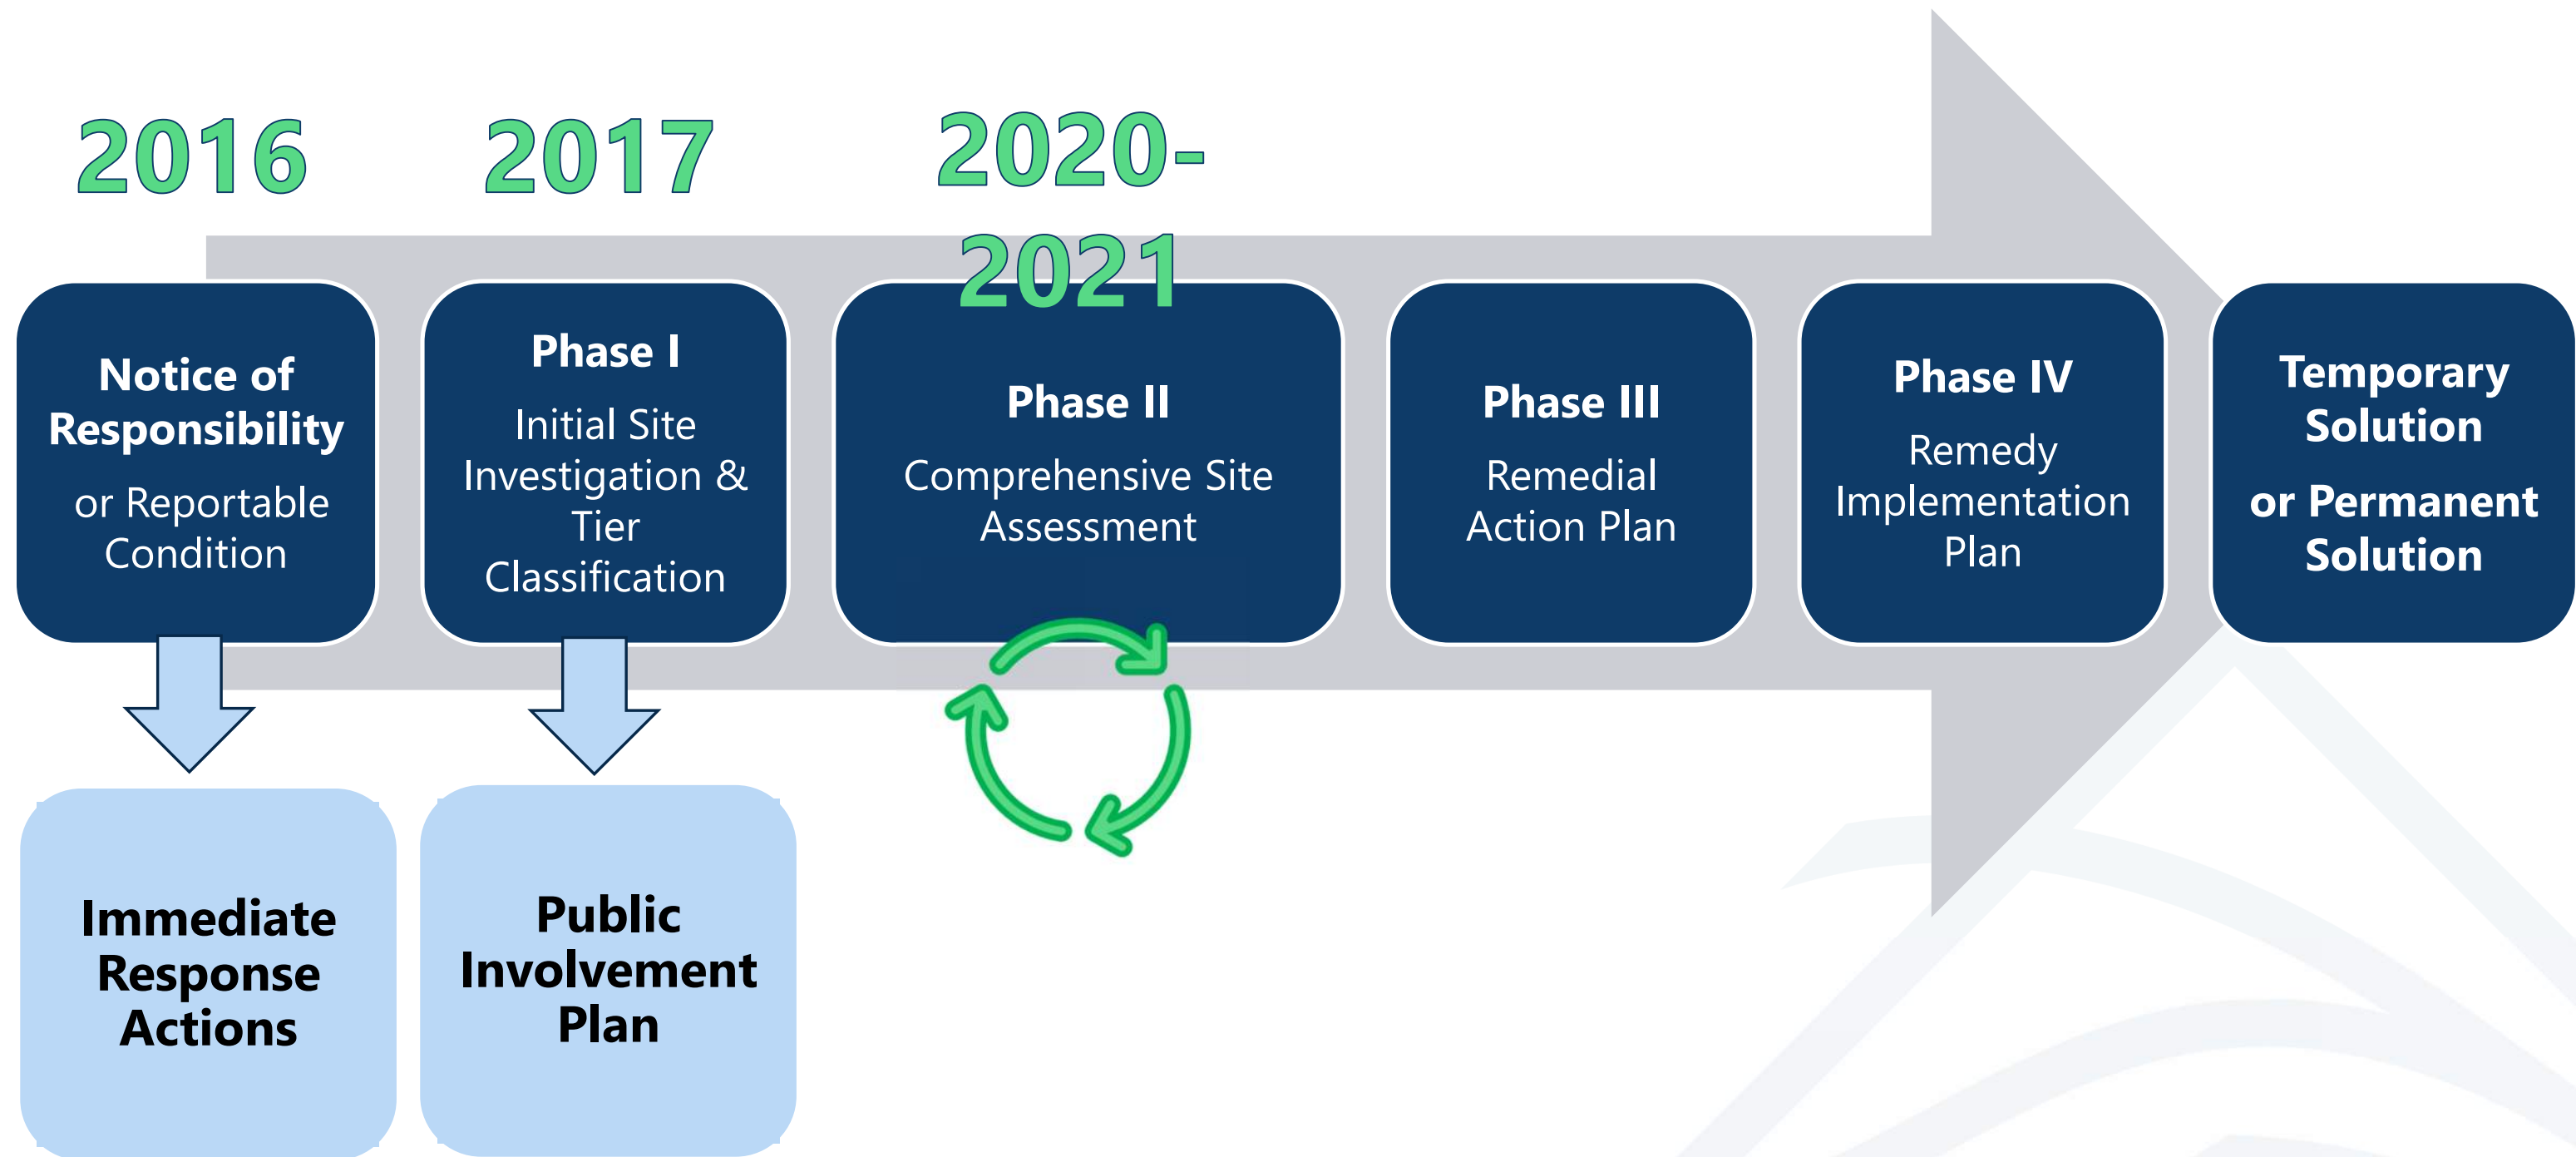 2016
2017
2020-
2021
Notice of
Responsibility
or Reportable
Condition
Phase I
Initial Site
Investigation &
Tier
Classification
Phase II
Comprehensive Site
Assessment
Phase III
Remedial
Action Plan
Phase IV
Remedy
Implementation
Plan
Temporary
Solution
or Permanent
Solution
Immediate
Response
Actions
Public
Involvement
Plan